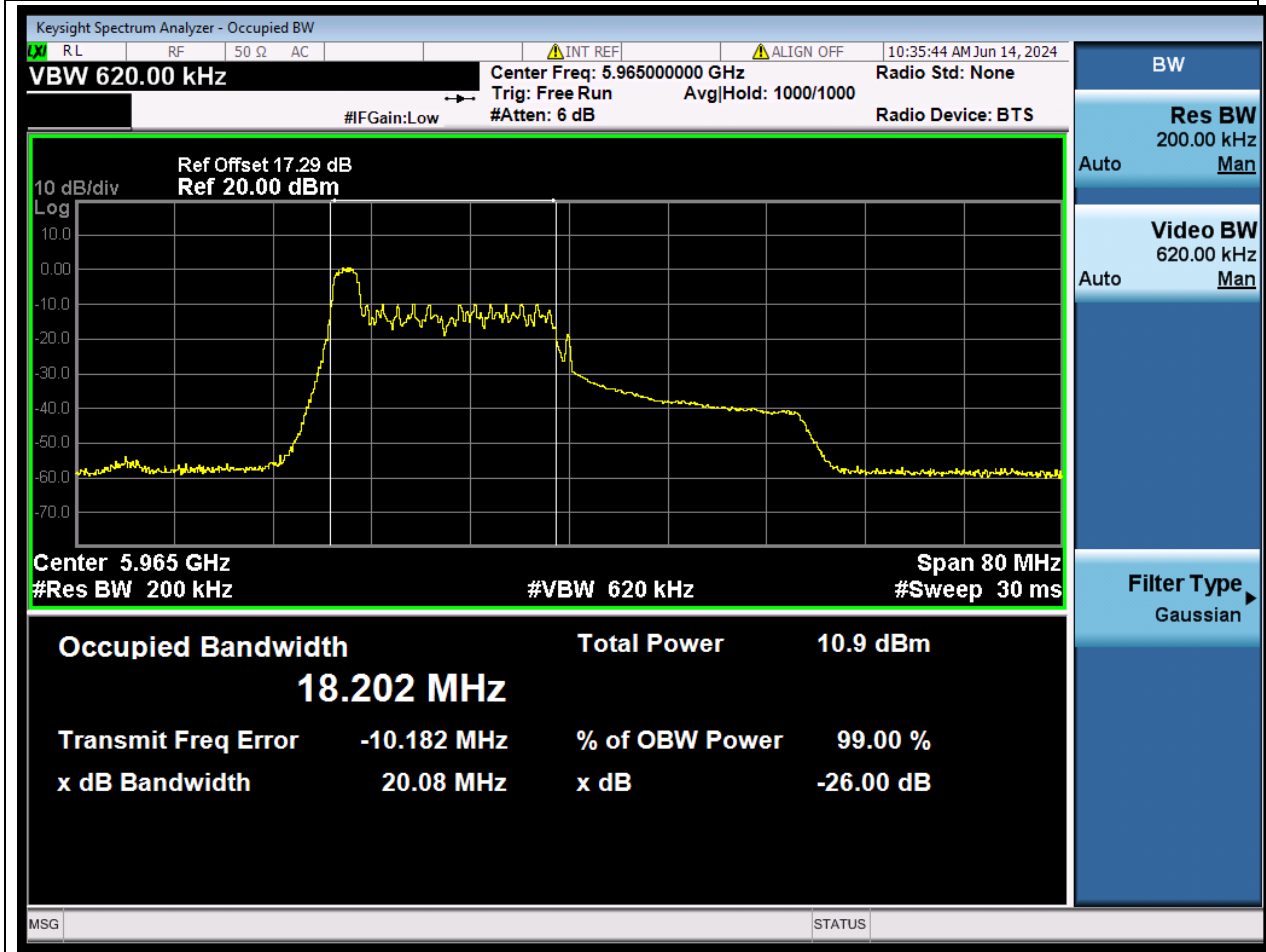 Keysight Spectrum Analyzer - Occupied BW
LXI RL RF 50 Ω AC INT REF ALIGN OFF 10:35:44 AM Jun 14, 2024
VBW 620.00 kHz
Center Freq: 5.965000000 GHz Radio Std: None
Trig: Free Run Avg|Hold: 1000/1000
#IFGain:Low #Atten: 6 dB Radio Device: BTS
Ref Offset 17.29 dB
10 dB/div Ref 20.00 dBm
Log
10.0
0.00
-10.0
-20.0
-30.0
-40.0
-50.0
-60.0
-70.0
Center 5.965 GHz Span 80 MHz
#Res BW 200 kHz #VBW 620 kHz #Sweep 30 ms
Occupied Bandwidth Total Power 10.9 dBm
18.202 MHz
Transmit Freq Error -10.182 MHz % of OBW Power 99.00 %
x dB Bandwidth 20.08 MHz x dB -26.00 dB
MSG STATUS
BW
Res BW
200.00 kHz
Auto Man
Video BW
620.00 kHz
Auto Man
Filter Type
Gaussian